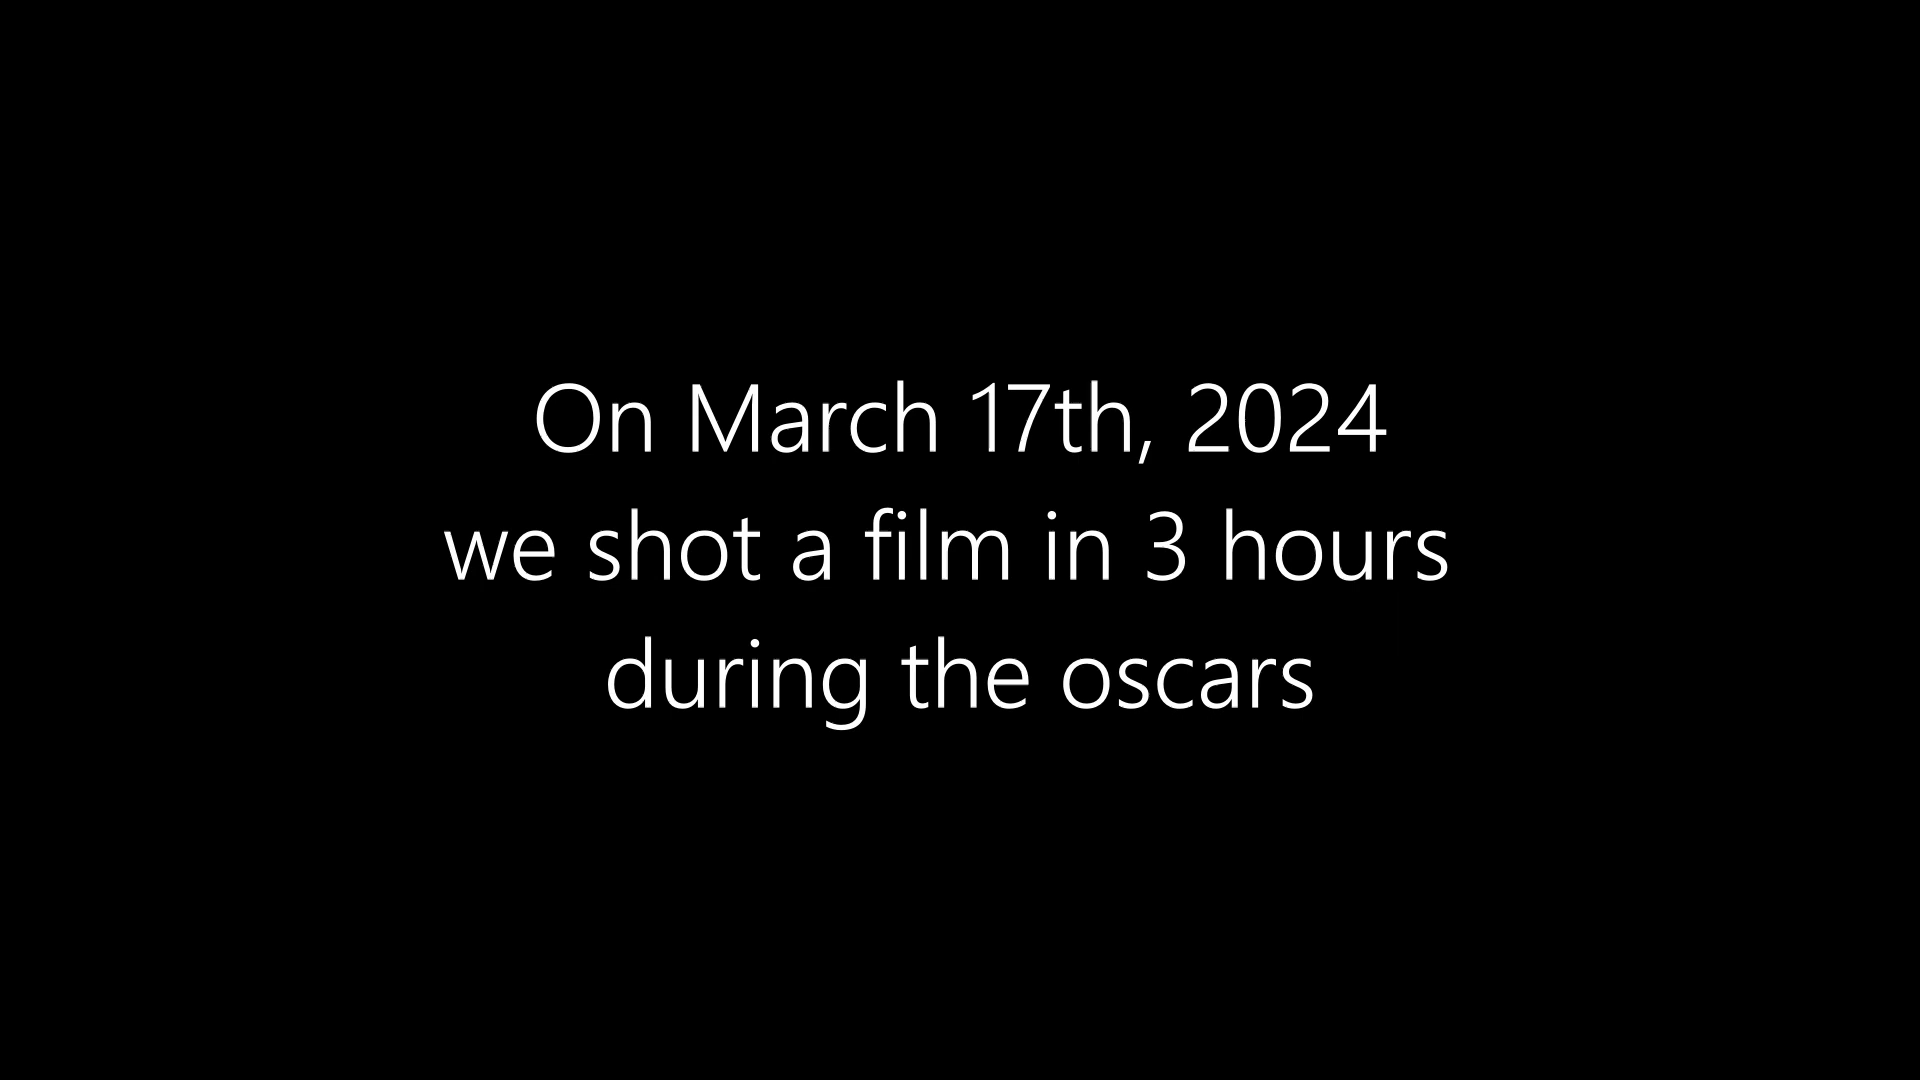 On March 17th, 2024
we shot a film in 3 hours
during the oscars